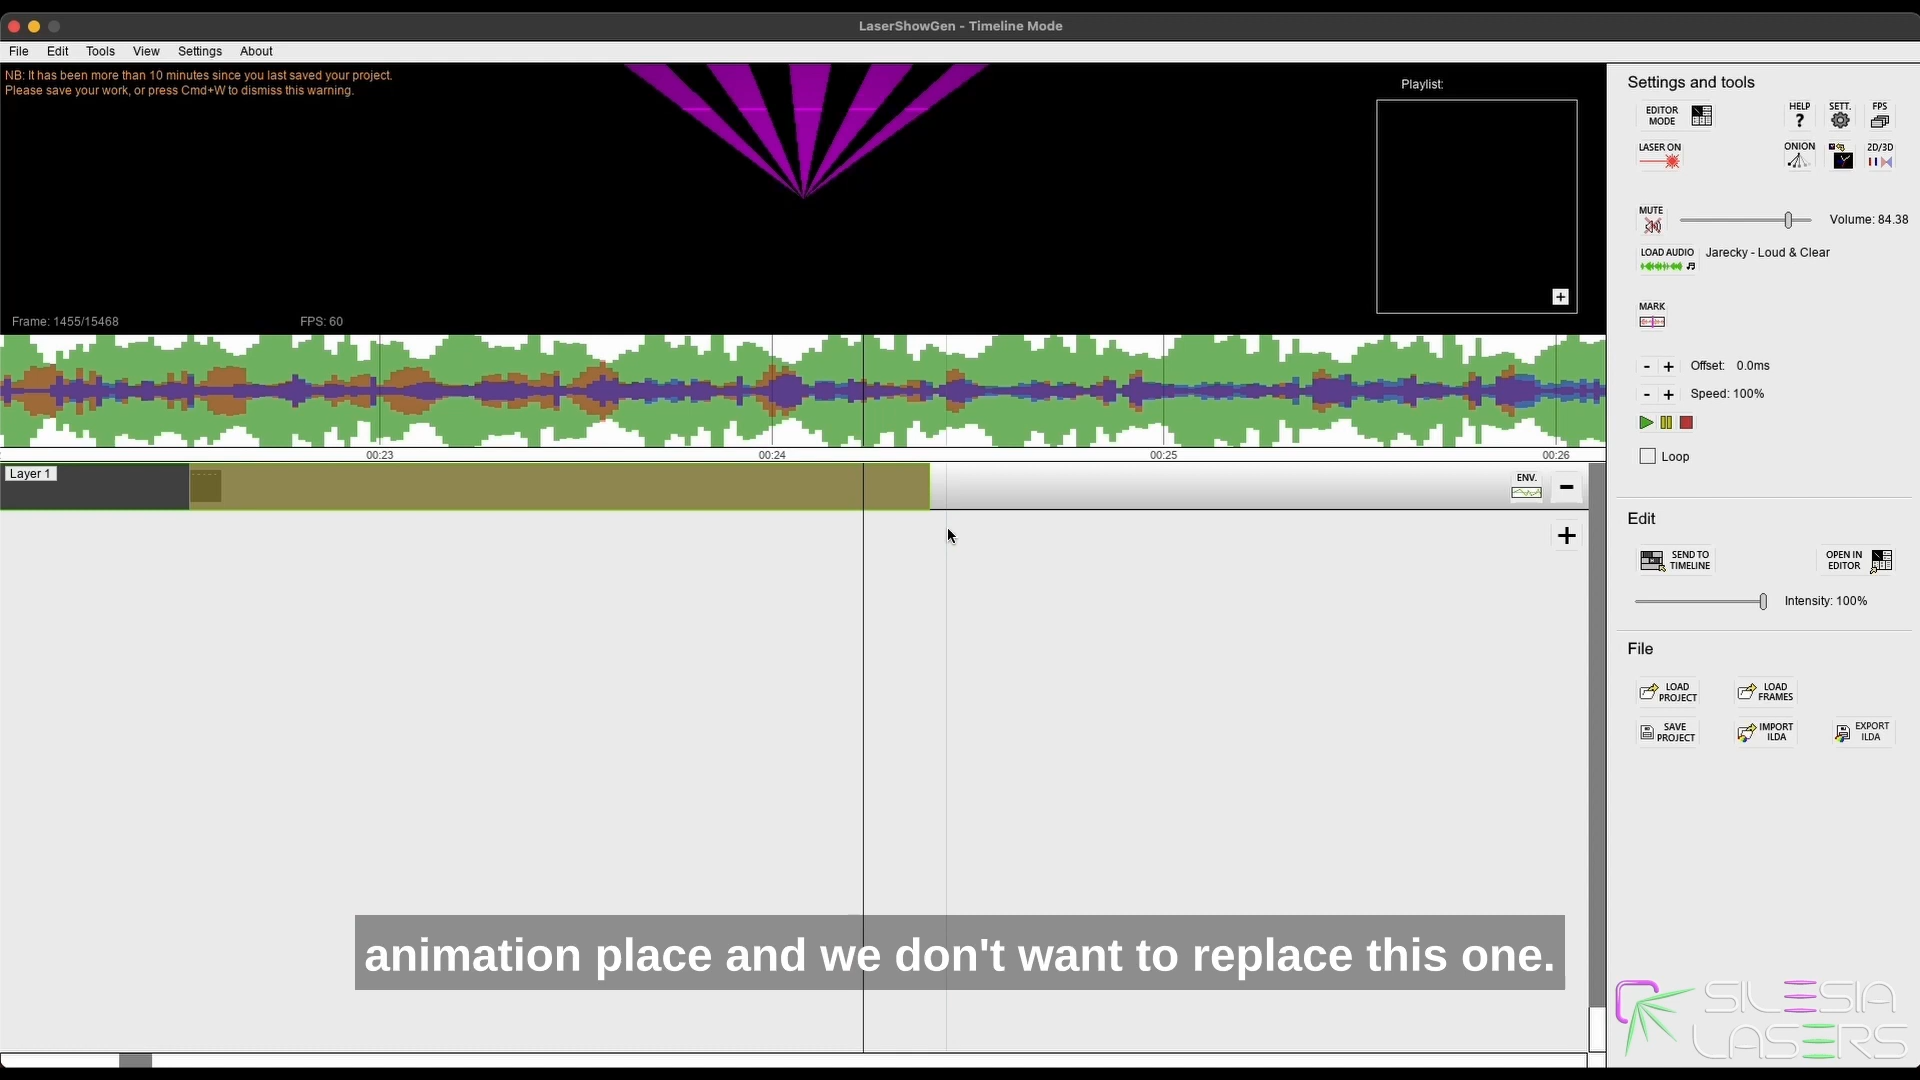 LaserShowGen - Timeline Mode
File Edit Tools View Settings About
NB: It has been more than 10 minutes since you last saved your project.
Please save your work, or press Cmd+W to dismiss this warning.
Playlist:
+
Frame: 1455/15468
FPS: 60
00:23
00:24
00:25
00:26
Layer 1
ENV.
-
+
animation place and we don't want to replace this one.
Settings and tools
EDITOR
MODE
HELP
?
SETT.
FPS
LASER ON
ONION
2D/3D
MUTE
Volume: 84.38
LOAD AUDIO
Jarecky - Loud & Clear
MARK
- + Offset: 0.0ms
- + Speed: 100%
Loop
Edit
SEND TO
TIMELINE
OPEN IN
EDITOR
Intensity: 100%
File
LOAD
PROJECT
LOAD
FRAMES
SAVE
PROJECT
IMPORT
ILDA
EXPORT
ILDA
SILESIA
LASERS